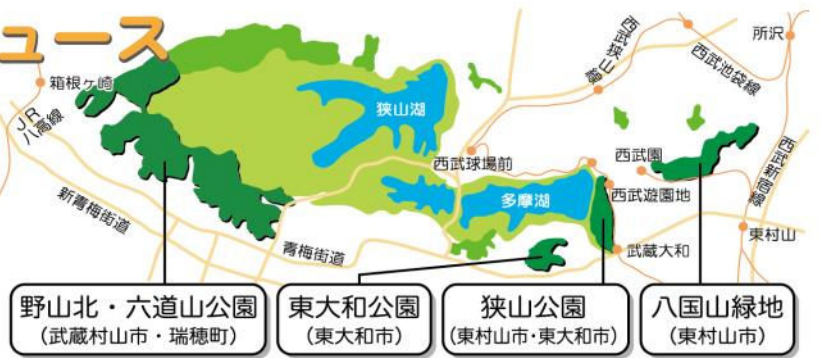 ュース
所沢
西武狭山線
西武池袋線
箱根ヶ崎
JR八高線
狭山湖
西武球場前
西武園
西武新宿線
西武遊園地
多摩湖
新青梅街道
青梅街道
武蔵大和
東村山
野山北・六道山公園
(武蔵村山市・瑞穂町)
東大和公園
(東大和市)
狭山公園
(東村山市・東大和市)
八国山緑地
(東村山市)